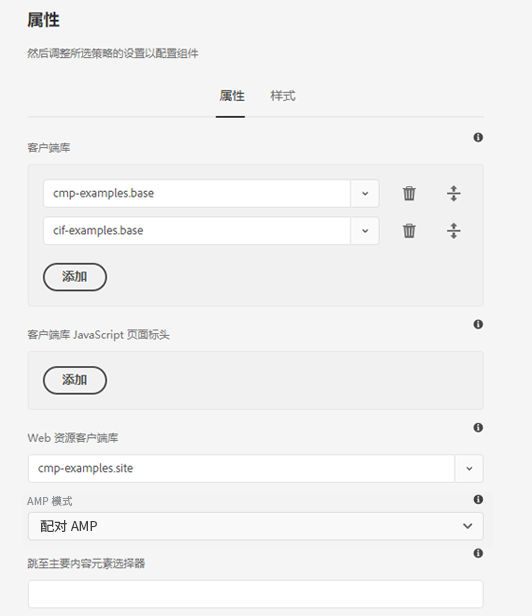 属性
然后调整所选策略的设置以配置组件
属性 样式
客户端库
cmp-examples.base
cif-examples.base
添加
客户端库 JavaScript 页面标头
添加
Web 资源客户端库
cmp-examples.site
AMP 模式
配对 AMP
跳至主要内容元素选择器